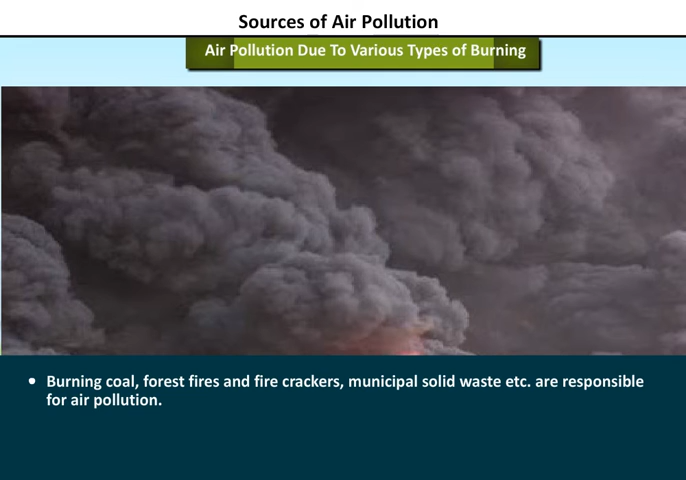 Sources of Air Pollution
Air Pollution Due To Various Types of Burning
• Burning coal, forest fires and fire crackers, municipal solid waste etc. are responsible
for air pollution.